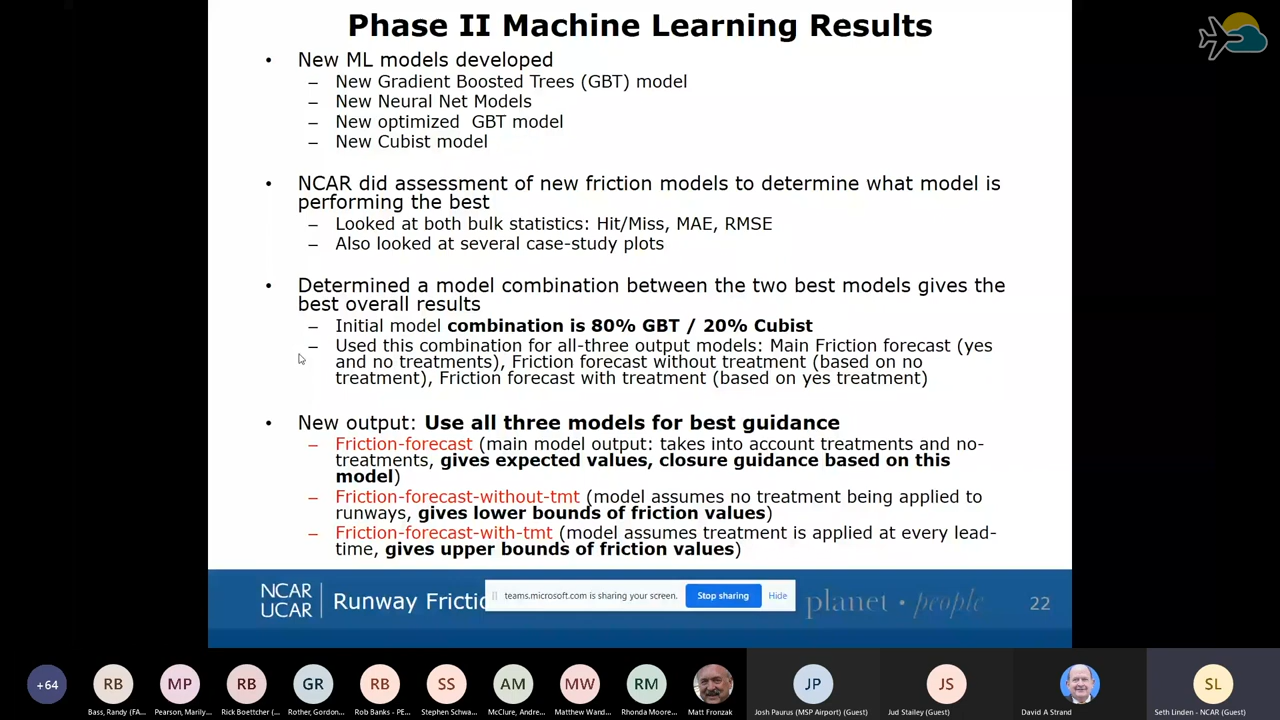 Phase II Machine Learning Results
• New ML models developed
– New Gradient Boosted Trees (GBT) model
– New Neural Net Models
– New optimized GBT model
– New Cubist model
• NCAR did assessment of new friction models to determine what model is
performing the best
– Looked at both bulk statistics: Hit/Miss, MAE, RMSE
– Also looked at several case-study plots
• Determined a model combination between the two best models gives the
best overall results
– Initial model combination is 80% GBT / 20% Cubist
– Used this combination for all-three output models: Main Friction forecast (yes
and no treatments), Friction forecast without treatment (based on no
treatment), Friction forecast with treatment (based on yes treatment)
• New output: Use all three models for best guidance
– Friction-forecast (main model output: takes into account treatments and no-
treatments, gives expected values, closure guidance based on this
model)
– Friction-forecast-without-tmt (model assumes no treatment being applied to
runways, gives lower bounds of friction values)
– Friction-forecast-with-tmt (model assumes treatment is applied at every lead-
time, gives upper bounds of friction values)
NCAR
UCAR
Runway Frictio
teams.microsoft.com is sharing your screen.
Stop sharing
Hide
planet • people
22
+64
RB
MP
RB
GR
RB
SS
AM
MW
RM
JP
JS
SL
Bass, Randy (FA...
Pearson, Marily...
Rick Boettcher (...
Rother, Gordon...
Rob Banks - PE...
Stephen Schwa...
McClure, Andre...
Matthew Wand...
Rhonda Moore...
Matt Fronzak
Josh Paurus (MSP Airport) (Guest)
Jud Stailey (Guest)
David A Strand
Seth Linden - NCAR (Guest)